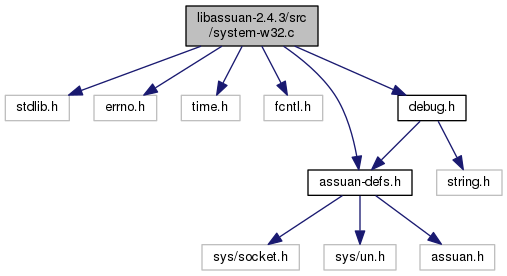 libassuan-2.4.3/src
/system-w32.c
stdlib.h
errno.h
time.h
fcntl.h
debug.h
assuan-defs.h
string.h
sys/socket.h
sys/un.h
assuan.h